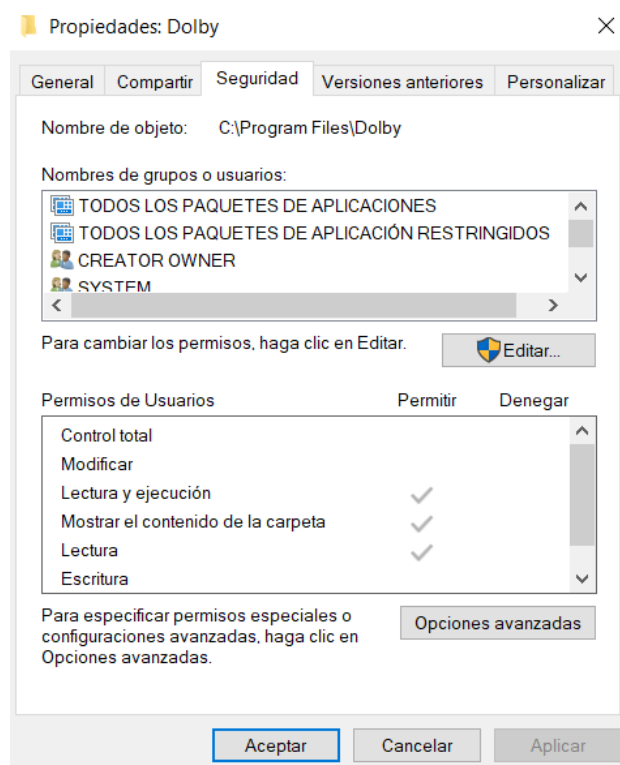 Propiedades: Dolby
General Compartir Seguridad Versiones anteriores Personalizar
Nombre de objeto: C:\Program Files\Dolby
Nombres de grupos o usuarios:
TODOS LOS PAQUETES DE APLICACIONES
TODOS LOS PAQUETES DE APLICACIÓN RESTRINGIDOS
CREATOR OWNER
SYSTEM
Para cambiar los permisos, haga clic en Editar. Editar...
Permisos de Usuarios Permitir Denegar
Control total
Modificar
Lectura y ejecución
Mostrar el contenido de la carpeta
Lectura
Escritura
Para especificar permisos especiales o
configuraciones avanzadas, haga clic en
Opciones avanzadas.
Opciones avanzadas
Aceptar Cancelar Aplicar